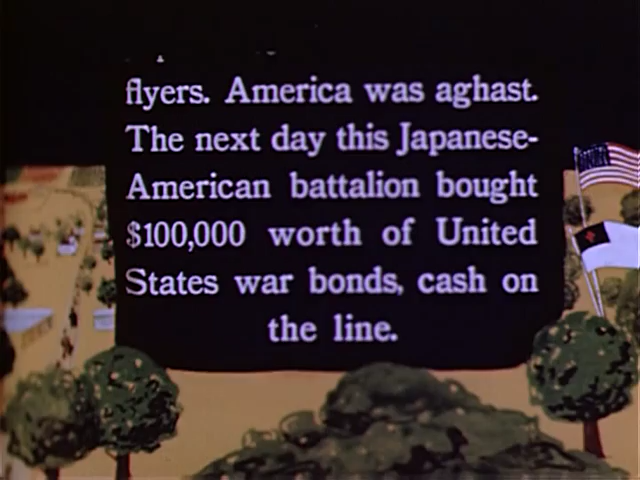 flyers. America was aghast.
The next day this Japanese-
American battalion bought
$100,000 worth of United
States war bonds, cash on
the line.